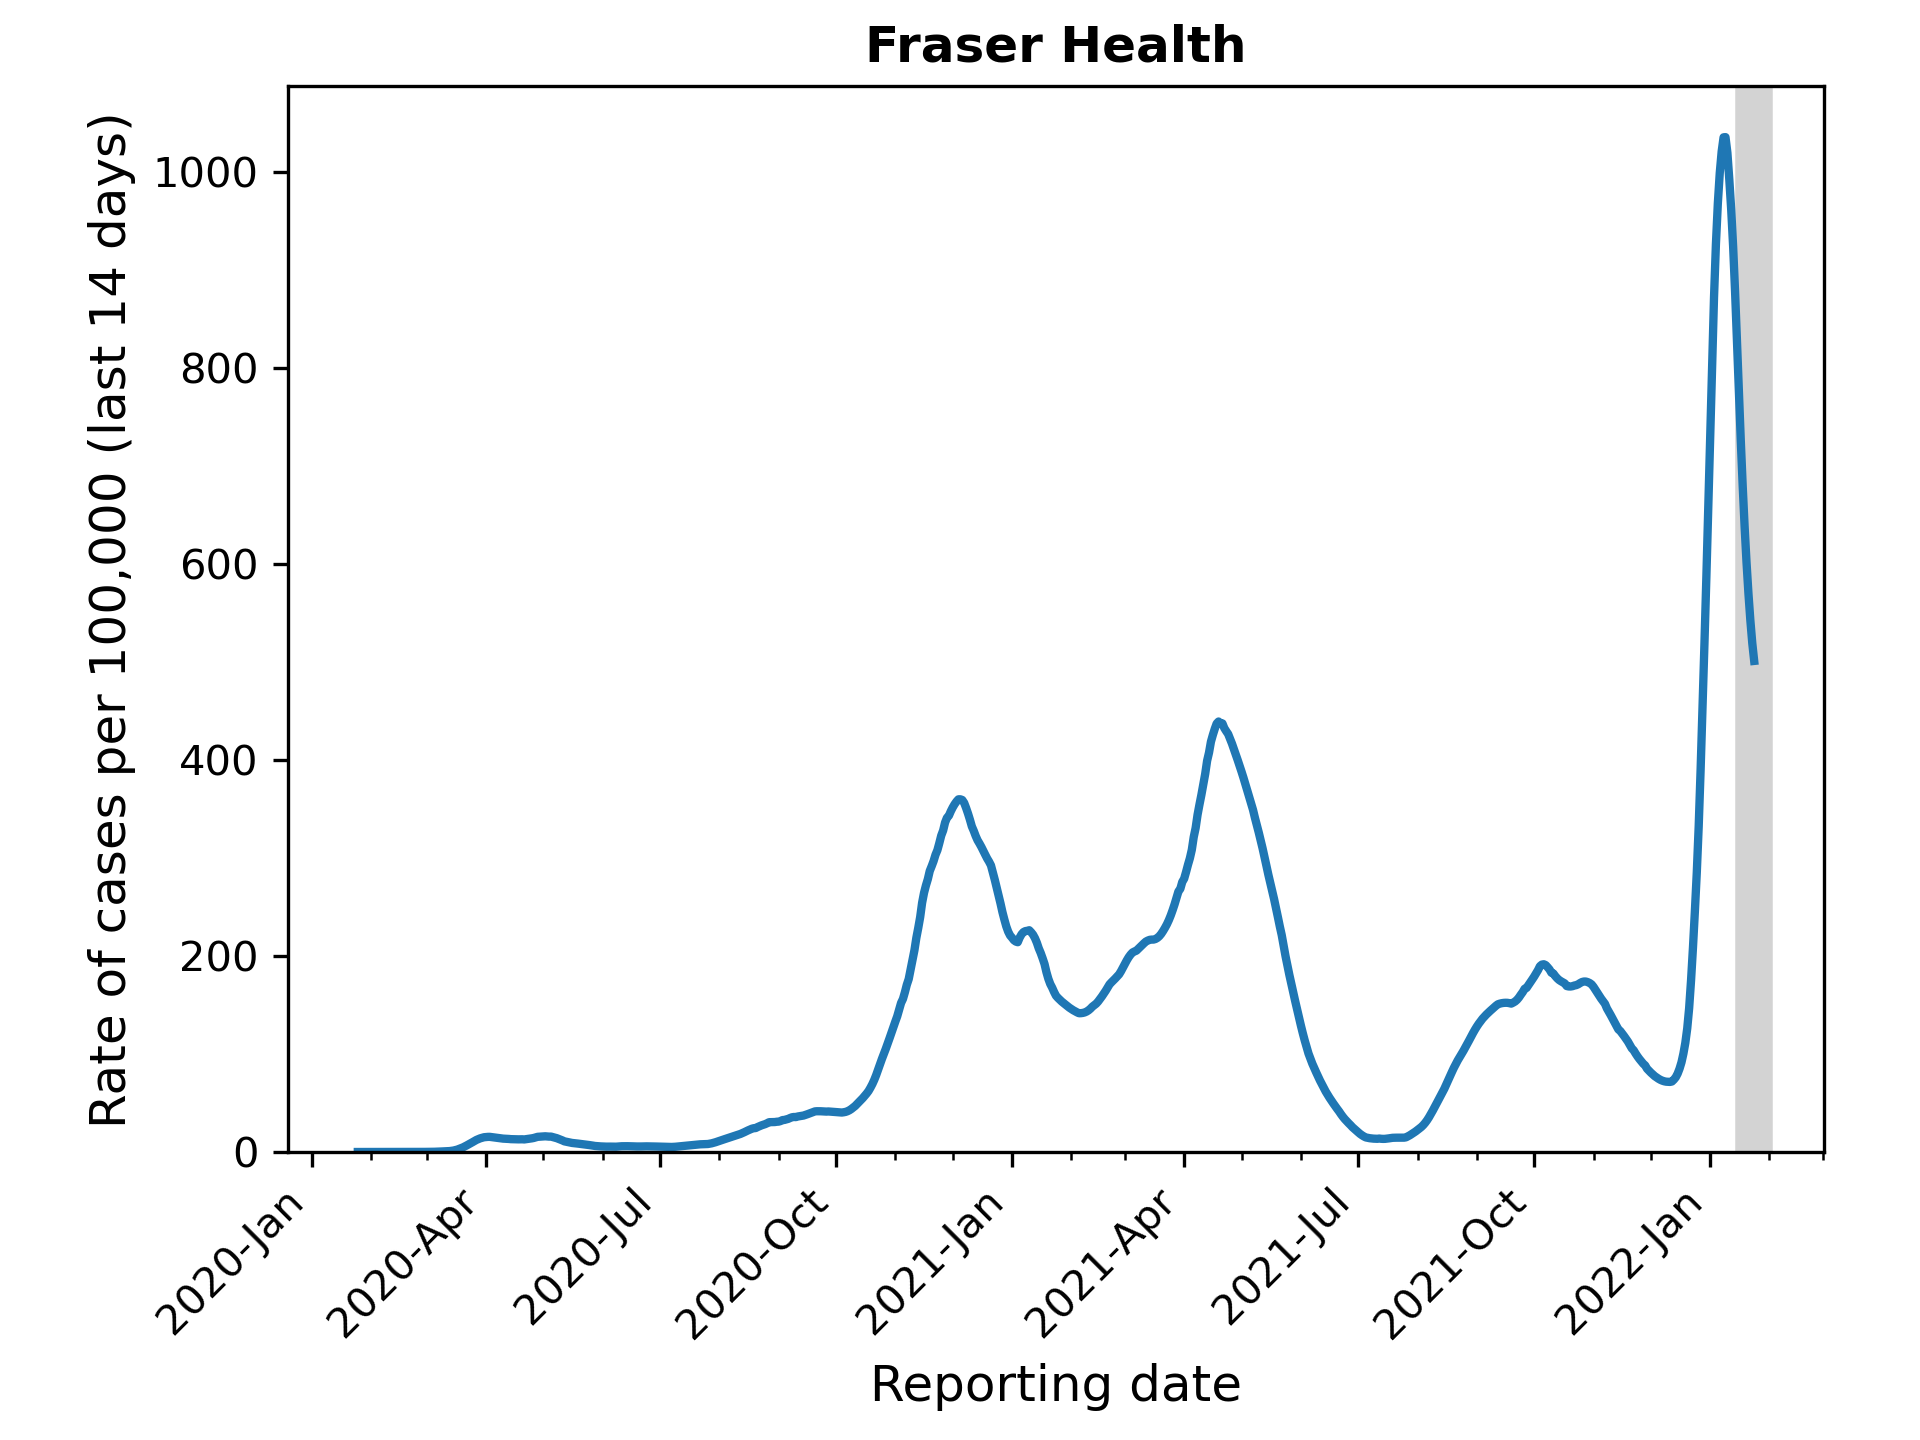 Fraser Health
Rate of cases per 100,000 (last 14 days)
1000
800
600
400
200
0
2020-Jan
2020-Apr
2020-Jul
2020-Oct
2021-Jan
2021-Apr
2021-Jul
2021-Oct
2022-Jan
Reporting date